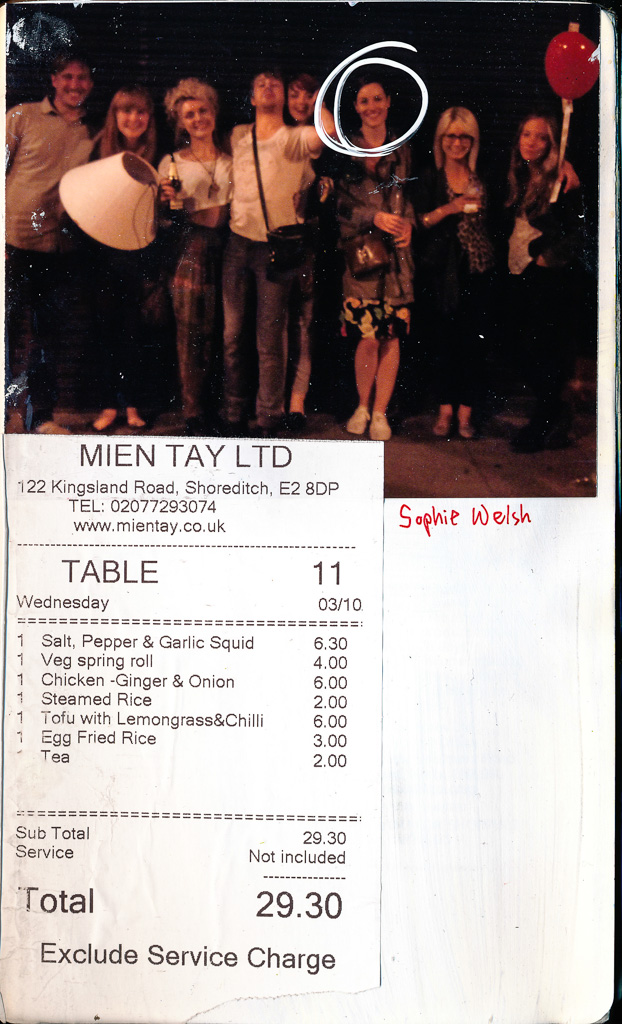 MIEN TAY LTD
122 Kingsland Road, Shoreditch, E2 8DP
TEL: 02077293074
www.mientay.co.uk
TABLE 11
Wednesday 03/10
1 Salt, Pepper & Garlic Squid 6.30
1 Veg spring roll 4.00
1 Chicken -Ginger & Onion 6.00
1 Steamed Rice 2.00
1 Tofu with Lemongrass&Chilli 6.00
1 Egg Fried Rice 3.00
Tea 2.00
Sub Total 29.30
Service Not included
Total 29.30
Exclude Service Charge
Sophie Welsh